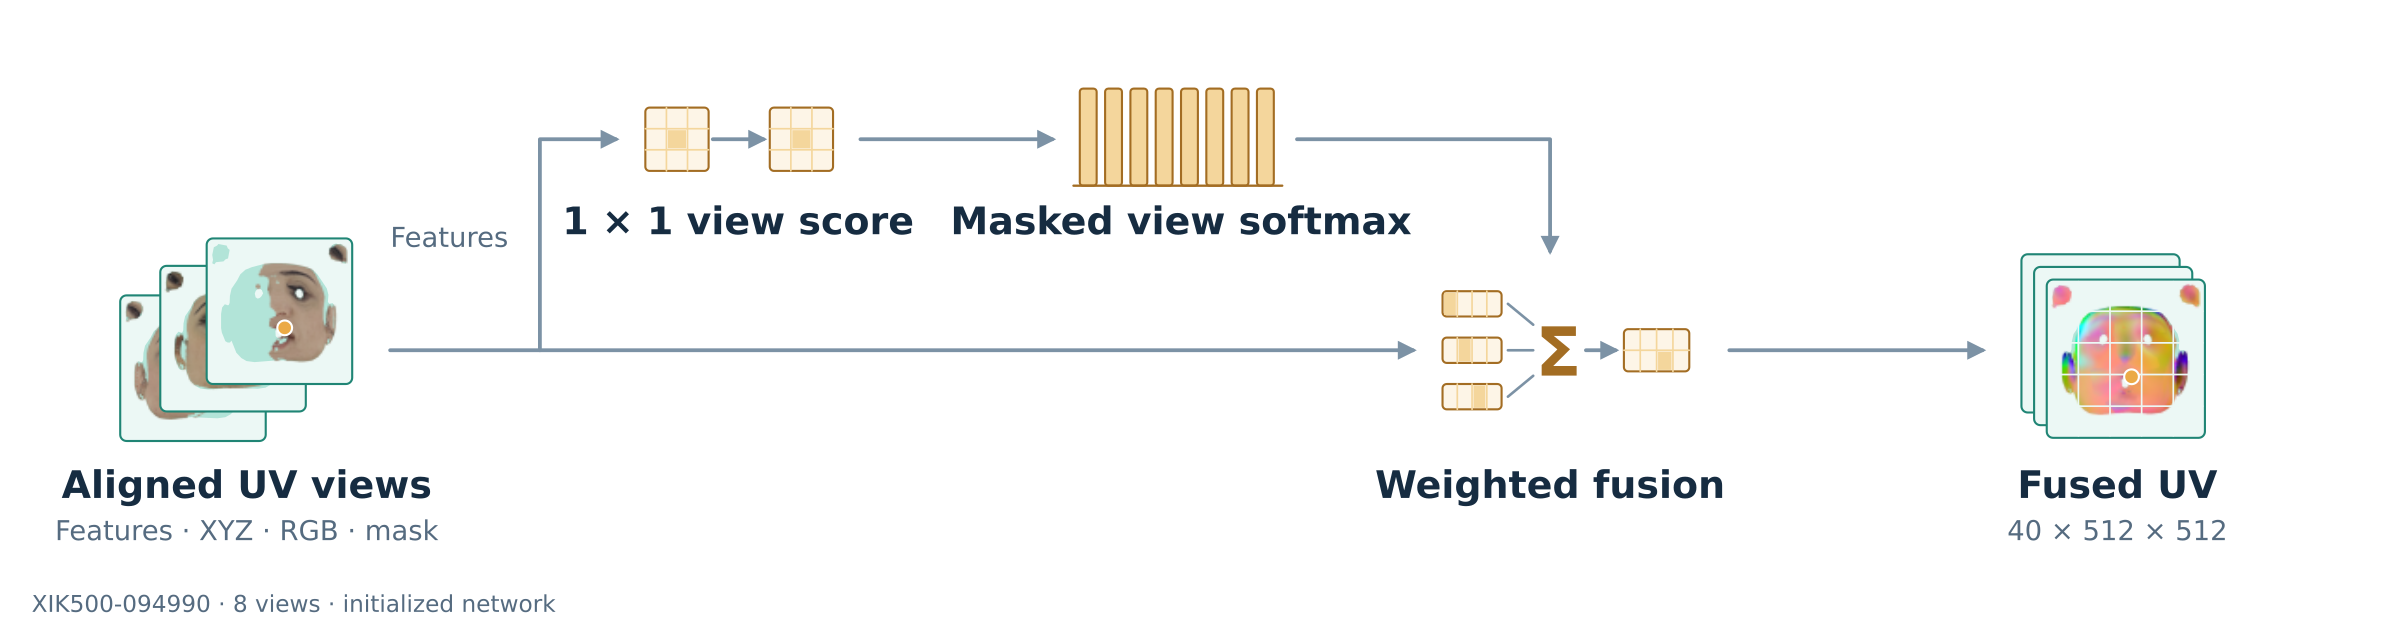 Features
1 × 1 view score
Masked view softmax
Σ
Aligned UV views
Features · XYZ · RGB · mask
Weighted fusion
Fused UV
40 × 512 × 512
XIK500-094990 · 8 views · initialized network